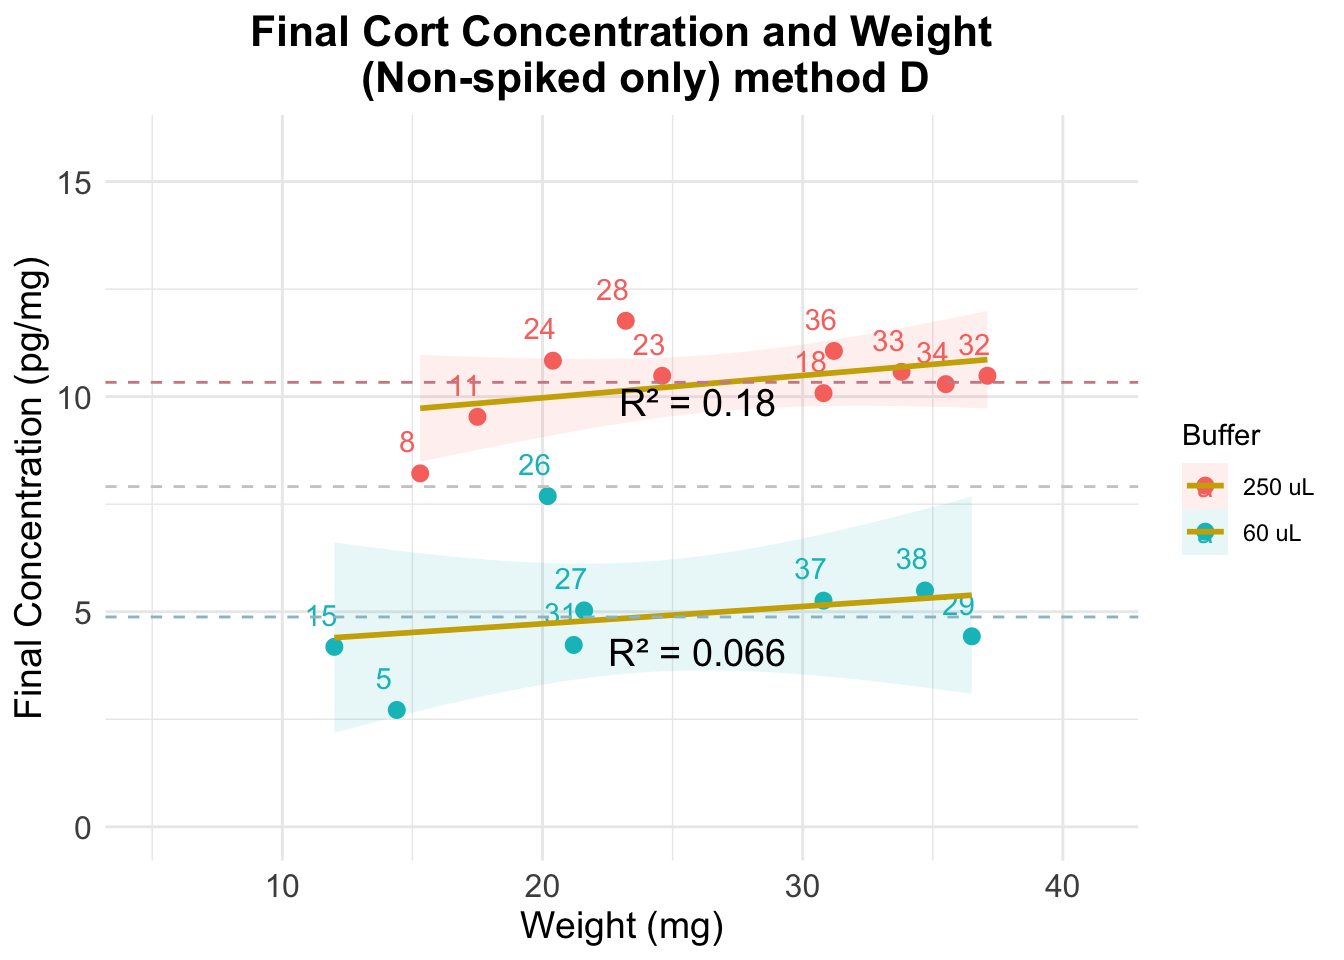 Final Cort Concentration and Weight
(Non-spiked only) method D
Final Concentration (pg/mg)
15
10
5
0
28
24
23
36
33
34
32
18
11
8
R² = 0.18
26
27
31
15
5
37
38
29
R² = 0.066
10
20
30
40
Weight (mg)
Buffer
a 250 uL
a 60 uL